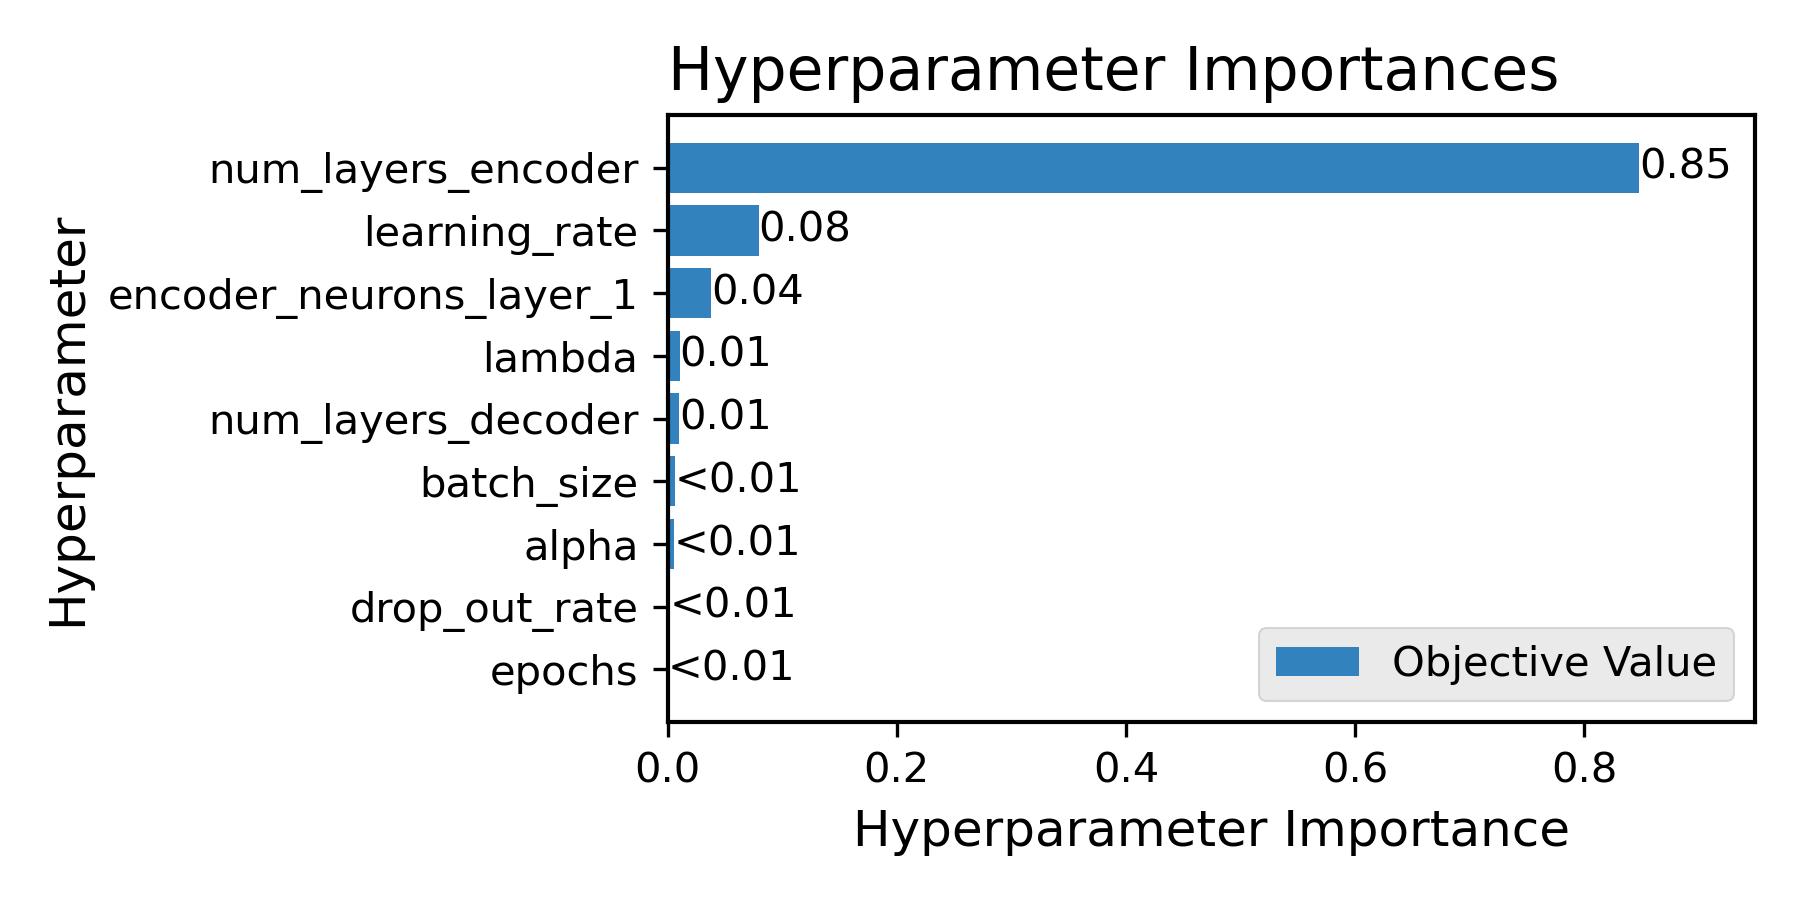 Hyperparameter Importances
Hyperparameter
num_layers_encoder 0.85
learning_rate 0.08
encoder_neurons_layer_1 0.04
lambda 0.01
num_layers_decoder 0.01
batch_size <0.01
alpha <0.01
drop_out_rate <0.01
epochs <0.01
Objective Value
0.0 0.2 0.4 0.6 0.8
Hyperparameter Importance